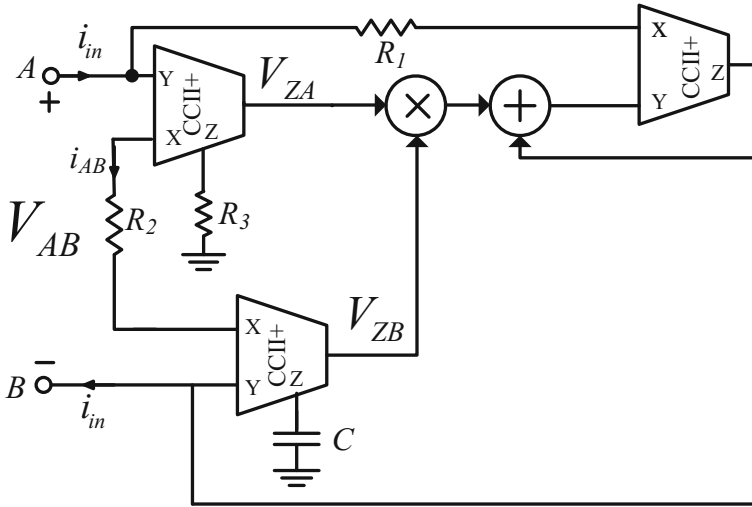 i_in
A
+
Y
X
Z
CCII+
V_ZA
R_1
X
Y
Z
CCII+
×
+
i_AB
V_AB
R_2
R_3
X
Y
Z
CCII+
V_ZB
−
B
i_in
C